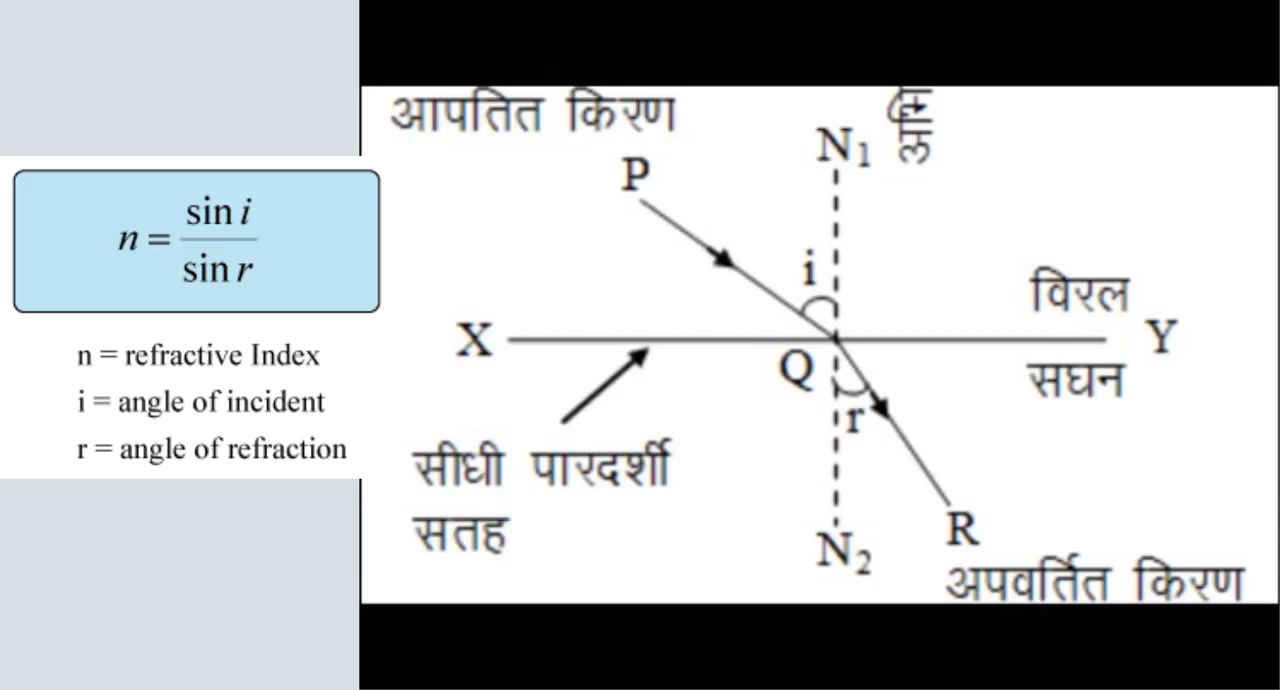 n = sin i / sin r
n = refractive Index
i = angle of incident
r = angle of refraction
आपतित किरण
N1
P
i
विरल
X
Y
Q
सघन
r
सीधी पारदर्शी
सतह
R
N2
अपवर्तित किरण